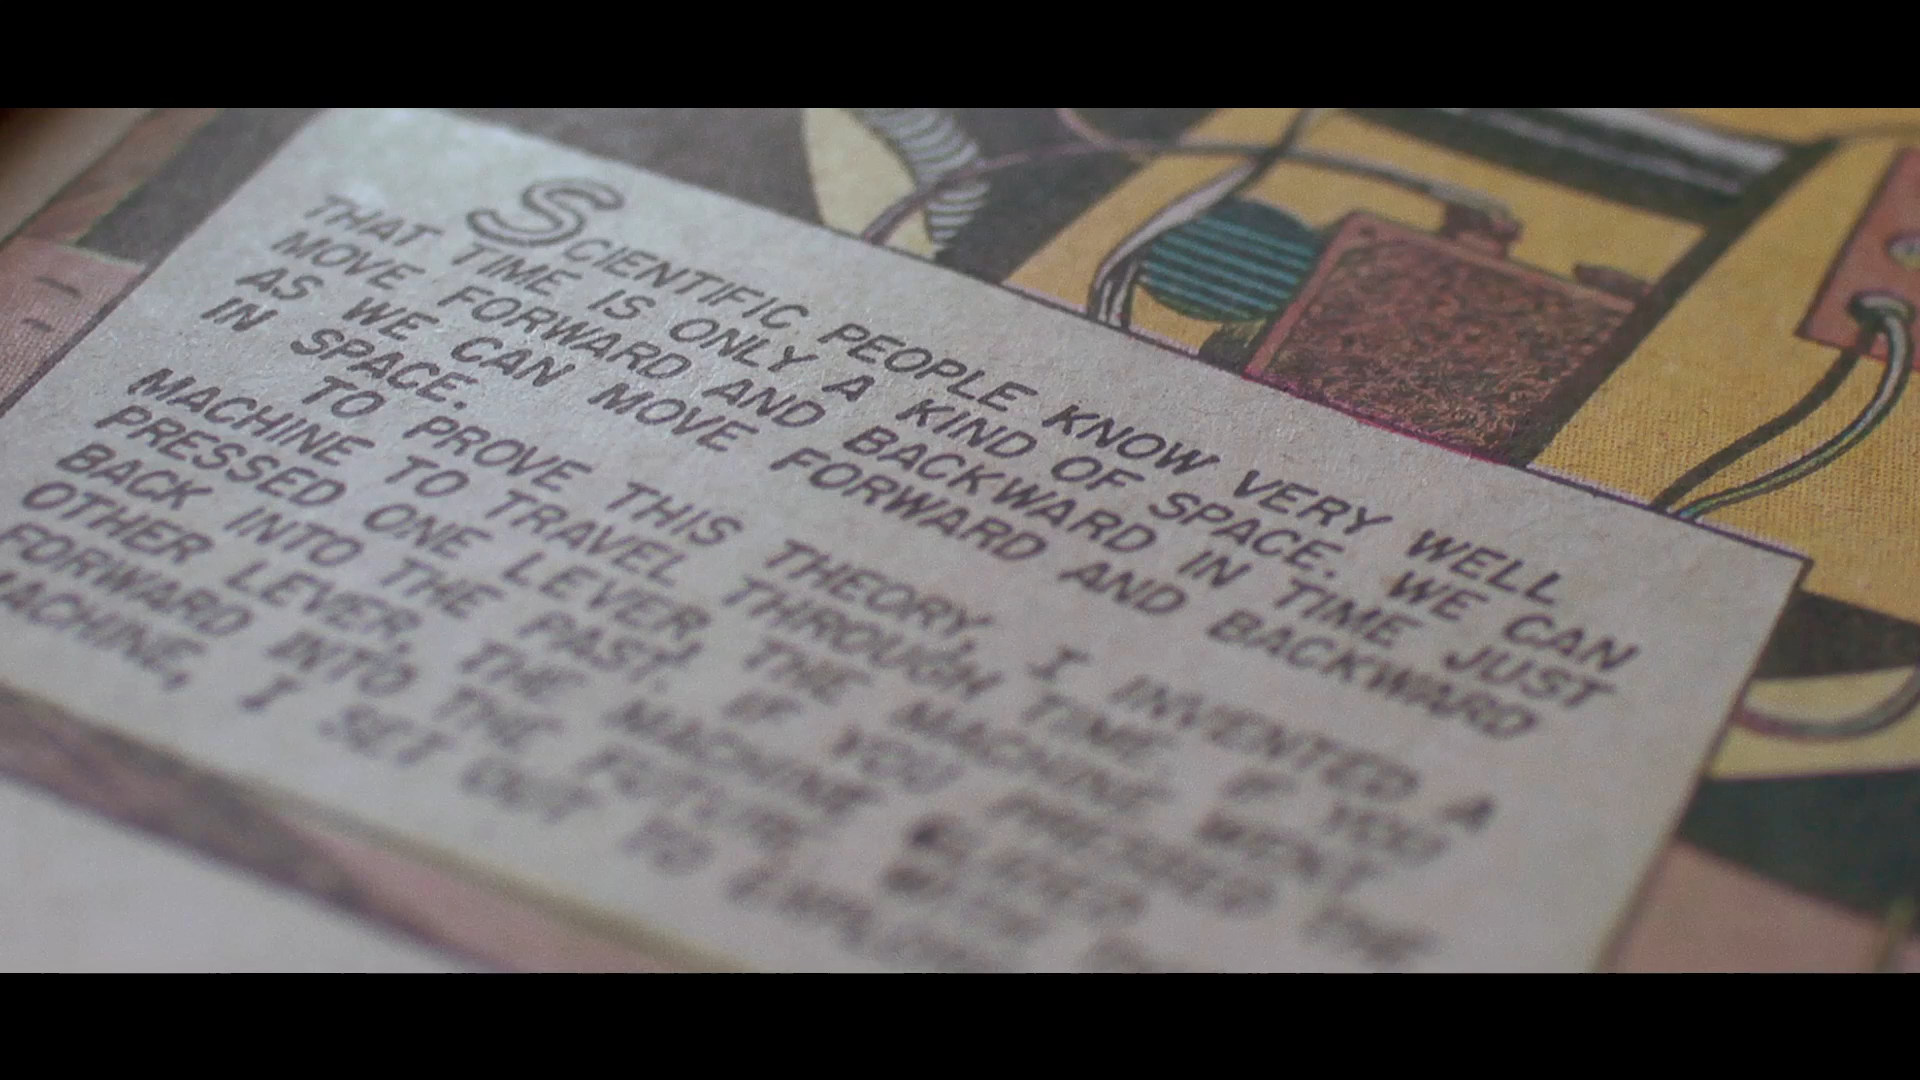 SCIENTIFIC PEOPLE KNOW VERY WELL
THAT TIME IS ONLY A KIND OF SPACE. WE CAN
MOVE FORWARD AND BACKWARD IN TIME JUST
AS WE CAN MOVE FORWARD AND BACKWARD
IN SPACE.
TO PROVE THIS THEORY, I INVENTED A
MACHINE TO TRAVEL THROUGH TIME. IF YOU
PRESSED ONE LEVER, THE MACHINE WENT
BACK INTO THE PAST. IF YOU PRESSED THE
OTHER LEVER, THE MACHINE
FORWARD INTO THE FUTURE.
MACHINE, I SET OUT TO EXPLORE